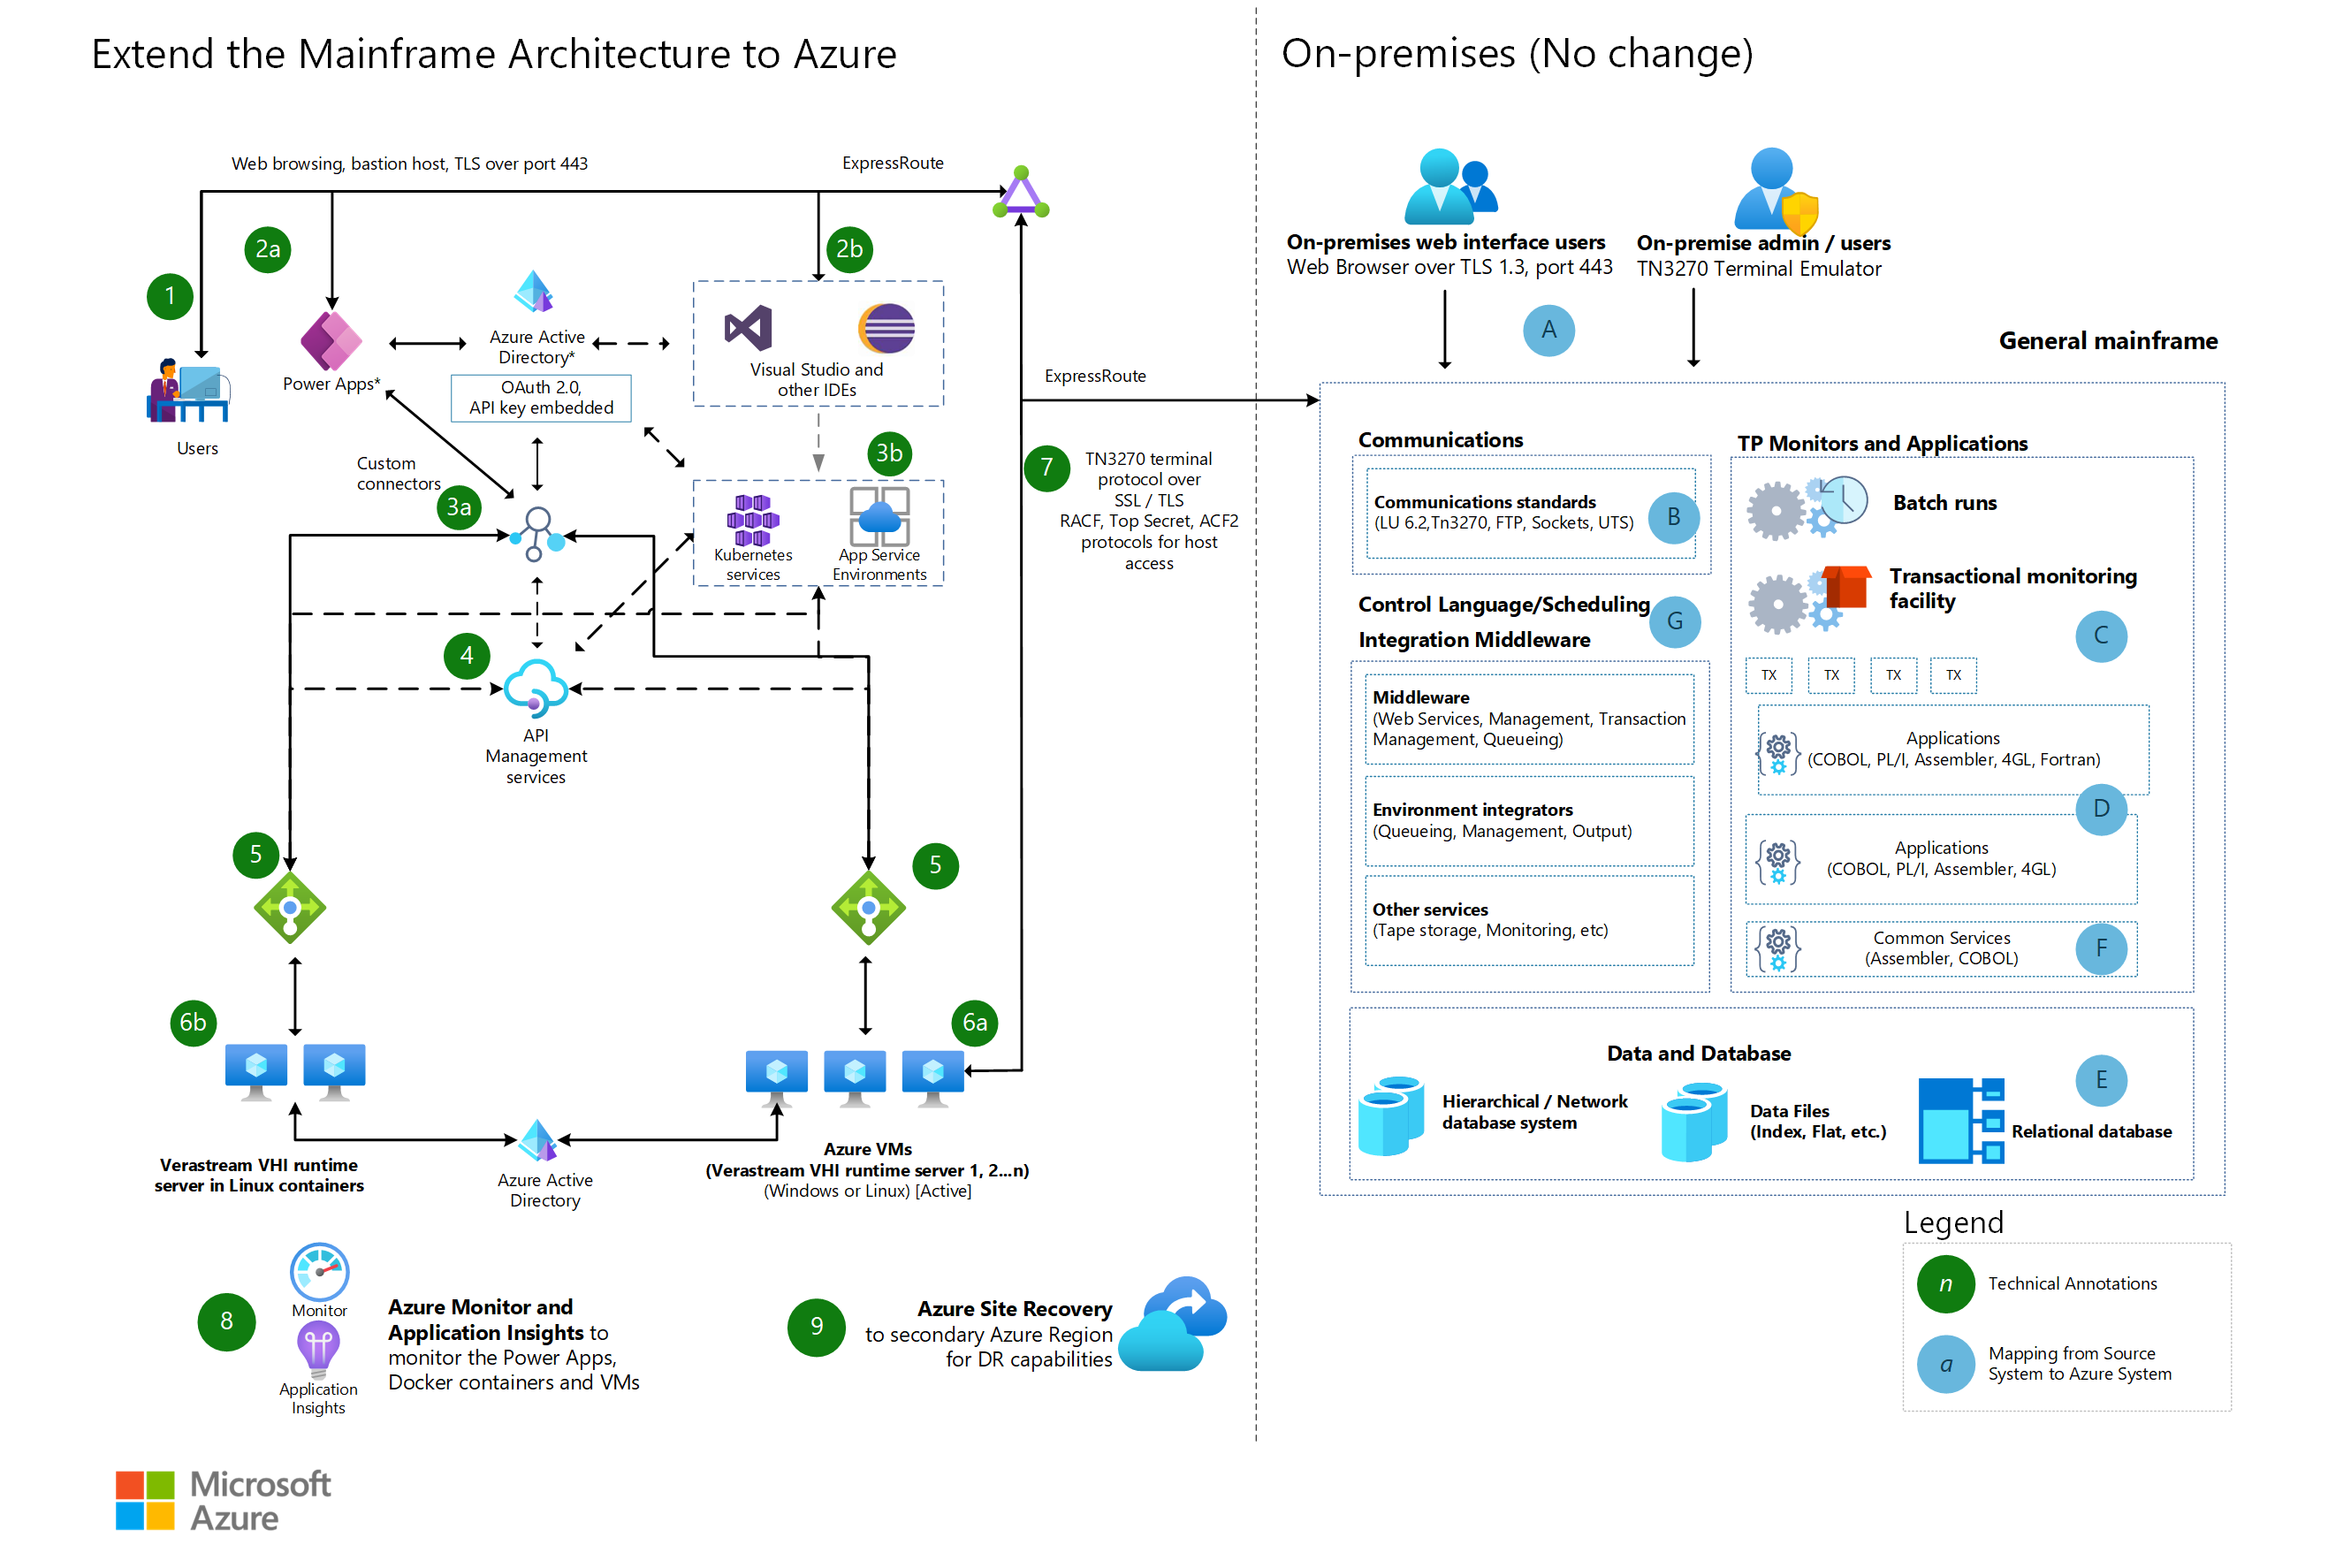 Extend the Mainframe Architecture to Azure
On-premises (No change)
Web browsing, bastion host, TLS over port 443
ExpressRoute
2a
2b
1
Azure Active
Directory*
Power Apps*
OAuth 2.0,
API key embedded
Visual Studio and
other IDEs
Users
Custom
connectors
3a
3b
Kubernetes
services
App Service
Environments
4
API
Management
services
5
5
6b
6a
Verastream VHI runtime
server in Linux containers
Azure Active
Directory
Azure VMs
(Verastream VHI runtime server 1, 2...n)
(Windows or Linux) [Active]
ExpressRoute
7
TN3270 terminal
protocol over
SSL / TLS
RACF, Top Secret, ACF2
protocols for host
access
8
Monitor
Application
Insights
Azure Monitor and
Application Insights to
monitor the Power Apps,
Docker containers and VMs
9
Azure Site Recovery
to secondary Azure Region
for DR capabilities
Microsoft
Azure
On-premises web interface users
Web Browser over TLS 1.3, port 443
On-premise admin / users
TN3270 Terminal Emulator
A
General mainframe
Communications
Communications standards
(LU 6.2,Tn3270, FTP, Sockets, UTS)
B
Control Language/Scheduling
Integration Middleware
G
Middleware
(Web Services, Management, Transaction
Management, Queueing)
Environment integrators
(Queueing, Management, Output)
Other services
(Tape storage, Monitoring, etc)
TP Monitors and Applications
Batch runs
Transactional monitoring
facility
C
TX
TX
TX
TX
Applications
(COBOL, PL/I, Assembler, 4GL, Fortran)
D
Applications
(COBOL, PL/I, Assembler, 4GL)
Common Services
(Assembler, COBOL)
F
Data and Database
E
Hierarchical / Network
database system
Data Files
(Index, Flat, etc.)
Relational database
Legend
n
Technical Annotations
a
Mapping from Source
System to Azure System